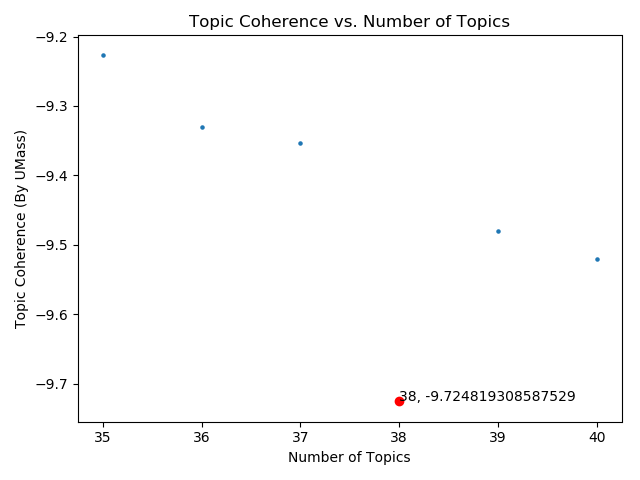 Topic Coherence vs. Number of Topics
Topic Coherence (By UMass)
−9.2
−9.3
−9.4
−9.5
−9.6
−9.7
38, -9.724819308587529
35 36 37 38 39 40
Number of Topics